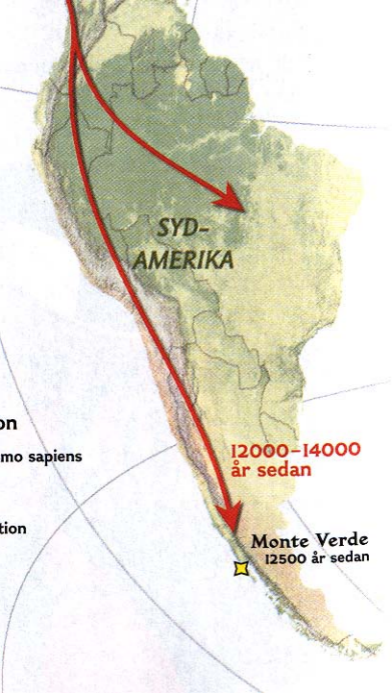 SYD-
AMERIKA
on
mo sapiens
12000–14000
år sedan
tion
Monte Verde
12500 år sedan